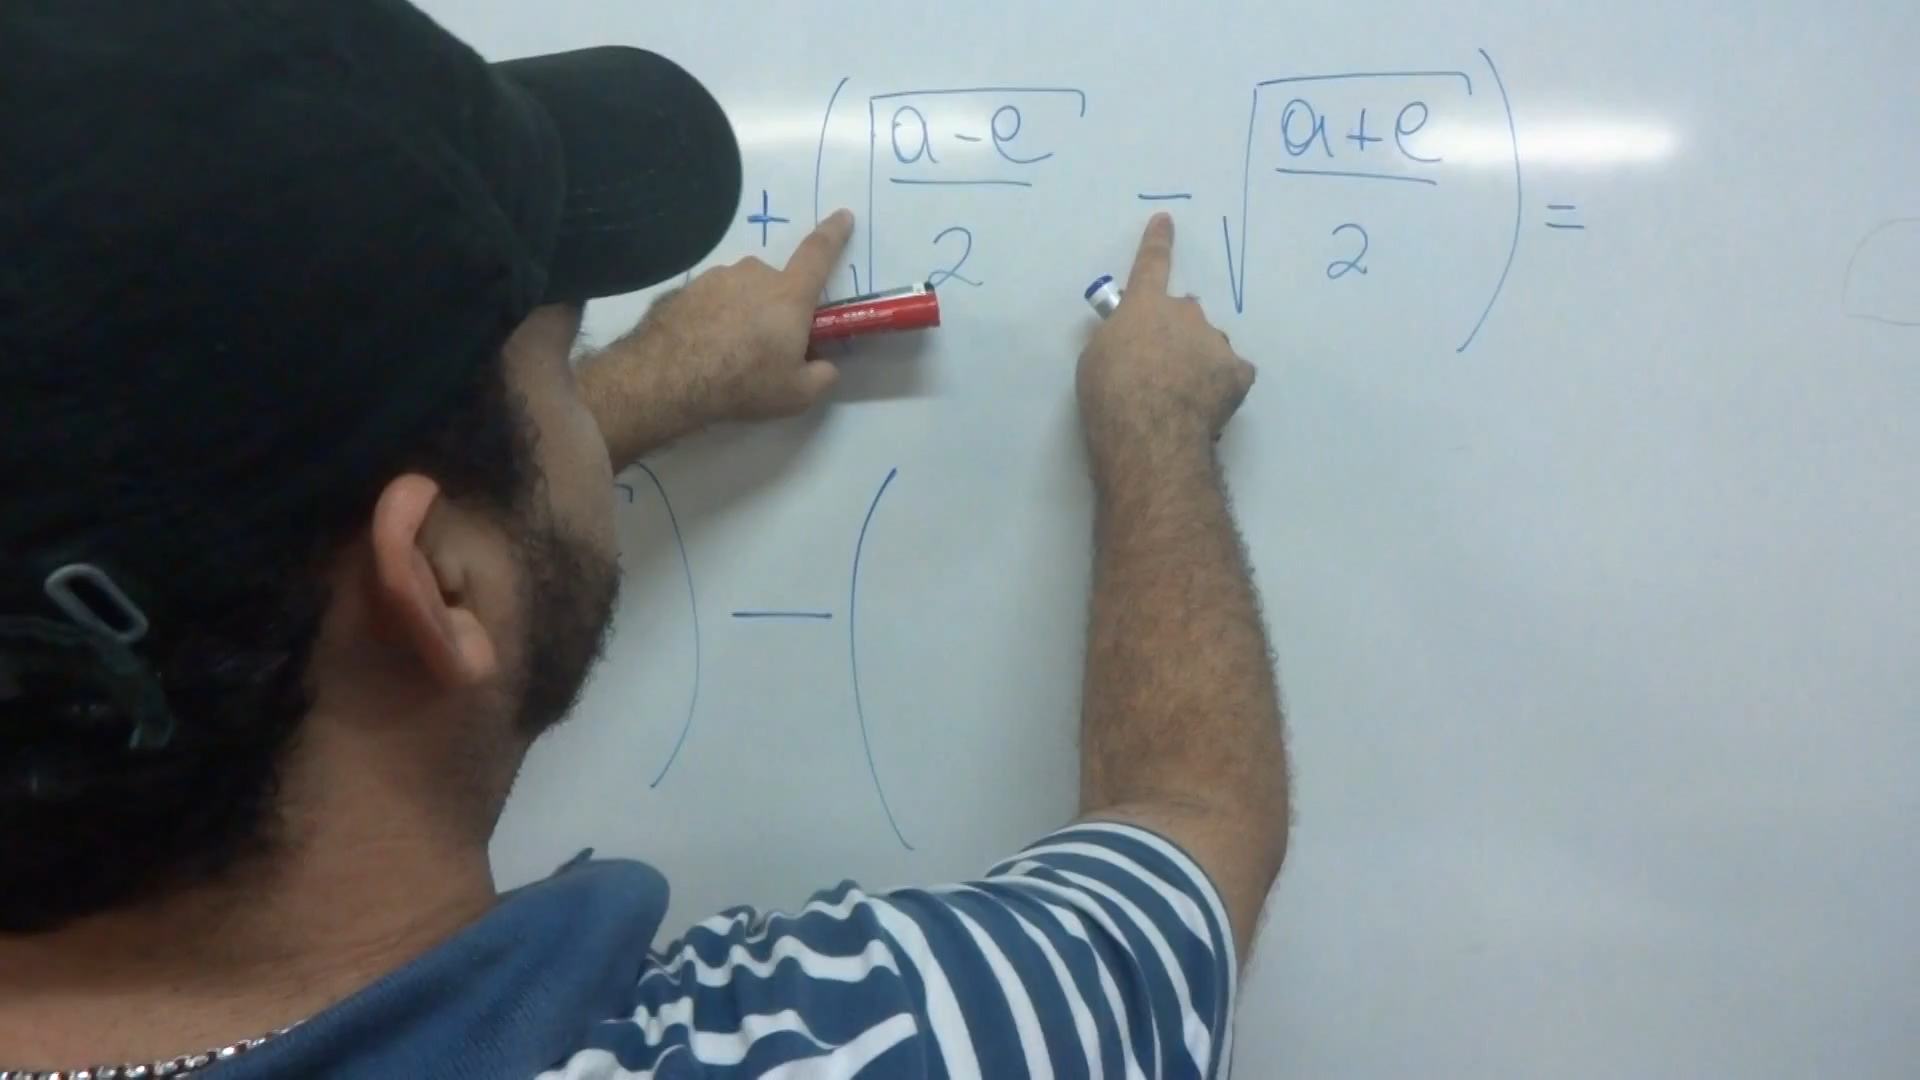 + (√((a-e)/2) - √((a+e)/2)) =
) - (